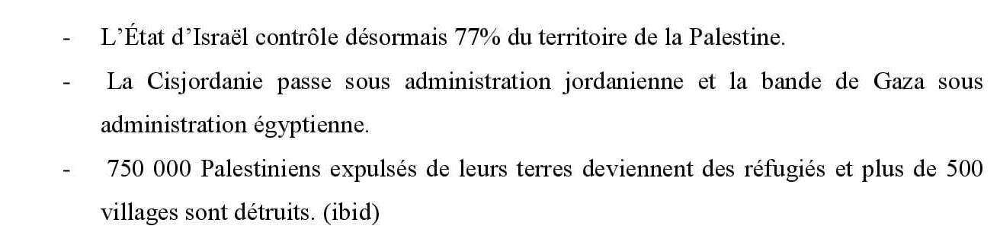 - L’État d’Israël contrôle désormais 77% du territoire de la Palestine.
- La Cisjordanie passe sous administration jordanienne et la bande de Gaza sous
administration égyptienne.
- 750 000 Palestiniens expulsés de leurs terres deviennent des réfugiés et plus de 500
villages sont détruits. (ibid)